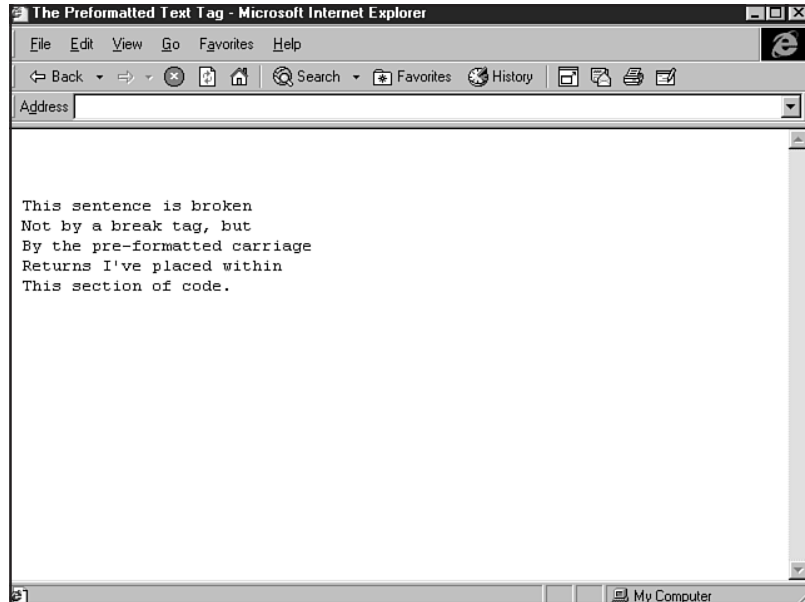 The Preformatted Text Tag - Microsoft Internet Explorer
File Edit View Go Favorites Help
Back Search Favorites History
Address
This sentence is broken
Not by a break tag, but
By the pre-formatted carriage
Returns I've placed within
This section of code.
My Computer